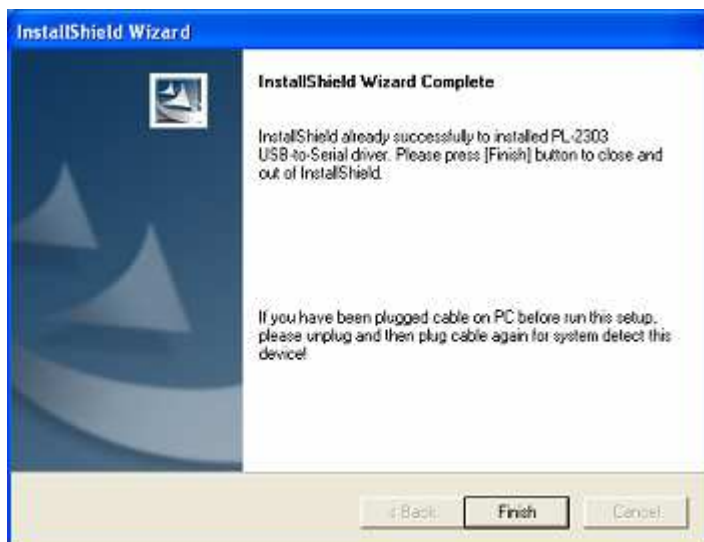 InstallShield Wizard
InstallShield Wizard Complete
InstallShield already successfully to installed PL-2303
USB-to-Serial driver. Please press [Finish] button to close and
out of InstallShield.
If you have been plugged cable on PC before run this setup,
please unplug and then plug cable again for system detect this
device!
< Back
Finish
Cancel